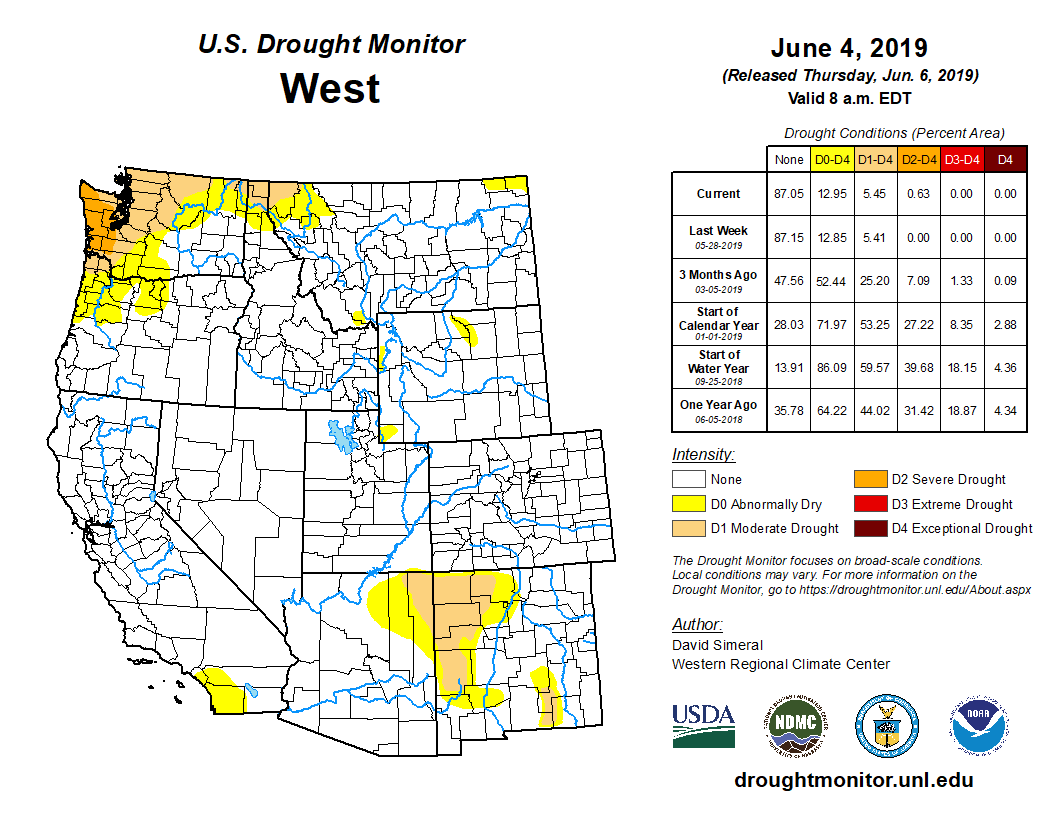 U.S. Drought Monitor
West
June 4, 2019
(Released Thursday, Jun. 6, 2019)
Valid 8 a.m. EDT
Drought Conditions (Percent Area)
None D0-D4 D1-D4 D2-D4 D3-D4 D4
Current 87.05 12.95 5.45 0.63 0.00 0.00
Last Week 87.15 12.85 5.41 0.00 0.00 0.00
05-28-2019
3 Months Ago 47.56 52.44 25.20 7.09 1.33 0.09
03-05-2019
Start of
Calendar Year 28.03 71.97 53.25 27.22 8.35 2.88
01-01-2019
Start of
Water Year 13.91 86.09 59.57 39.68 18.15 4.36
09-25-2018
One Year Ago 35.78 64.22 44.02 31.42 18.87 4.34
06-05-2018
Intensity:
None D2 Severe Drought
D0 Abnormally Dry D3 Extreme Drought
D1 Moderate Drought D4 Exceptional Drought
The Drought Monitor focuses on broad-scale conditions.
Local conditions may vary. For more information on the
Drought Monitor, go to https://droughtmonitor.unl.edu/About.aspx
Author:
David Simeral
Western Regional Climate Center
USDA
NDMC
NOAA
droughtmonitor.unl.edu